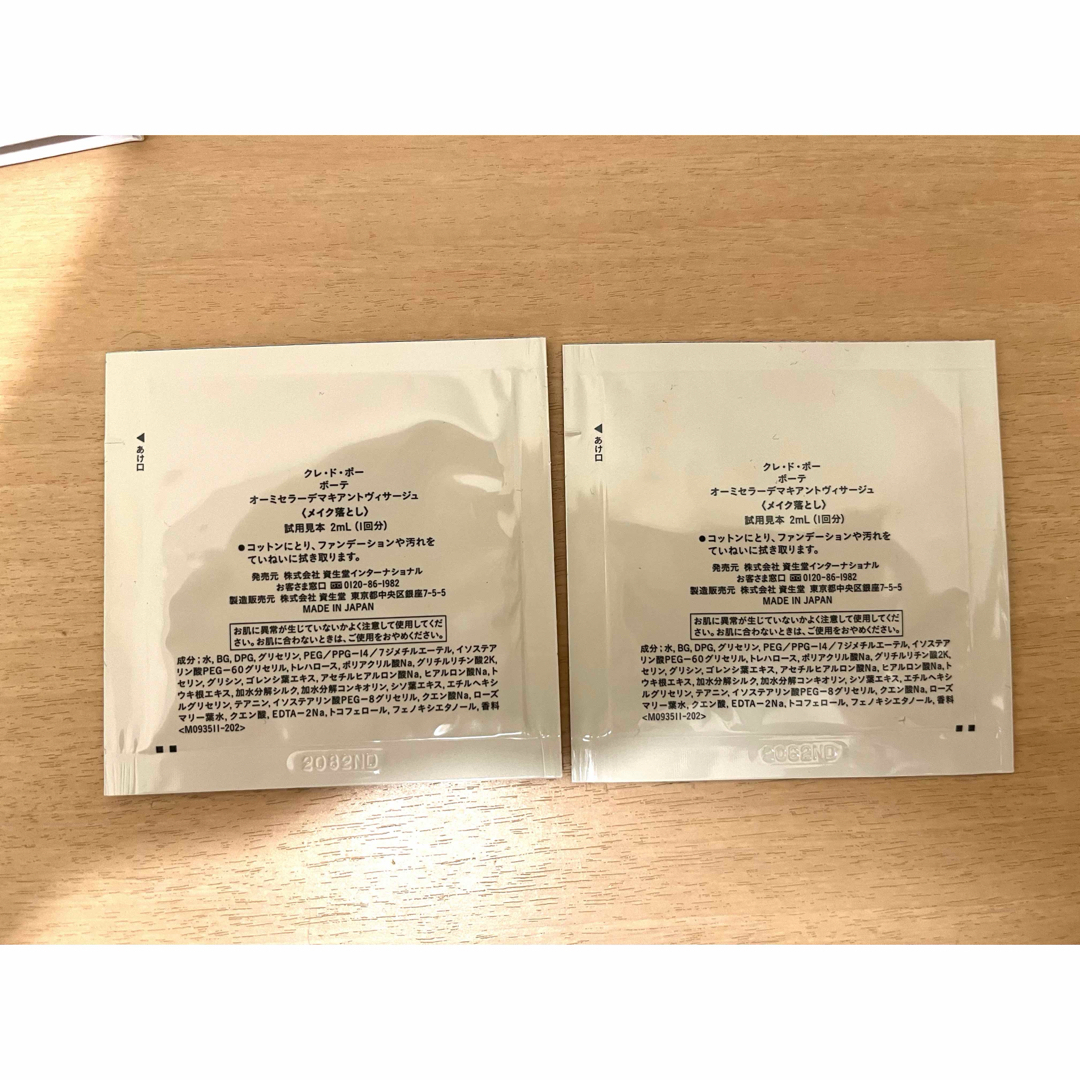 ◀あけ口
クレ・ド・ポー
ボーテ
オーミセラーデマキアントヴィサージュ
〈メイク落とし〉
試用見本 2mL (1回分)
●コットンにとり、ファンデーションや汚れを
ていねいに拭き取ります。
発売元 株式会社 資生堂インターナショナル
お客さま窓口 0120-86-1982
製造販売元 株式会社 資生堂 東京都中央区銀座7-5-5
MADE IN JAPAN
お肌に異常が生じていないかよく注意して使用してくだ
さい。お肌に合わないときは、ご使用をおやめください。
成分；水, BG, DPG, グリセリン, PEG/PPG-14/7ジメチルエーテル, イソステア
リン酸PEG-60グリセリル, トレハロース, ポリアクリル酸Na, グリチルリチン酸2K,
セリン, グリシン, ゴレンシ葉エキス, アセチルヒアルロン酸Na, ヒアルロン酸Na, ト
ウキ根エキス, 加水分解シルク, 加水分解コンキオリン, シソ葉エキス, エチルヘキシ
ルグリセリン, テアニン, イソステアリン酸PEG-8グリセリル, クエン酸Na, ローズ
マリー葉水, クエン酸, EDTA-2Na, トコフェロール, フェノキシエタノール, 香料
<M093511-202>
2082ND
◀あけ口
クレ・ド・ポー
ボーテ
オーミセラーデマキアントヴィサージュ
〈メイク落とし〉
試用見本 2mL (1回分)
●コットンにとり、ファンデーションや汚れを
ていねいに拭き取ります。
発売元 株式会社 資生堂インターナショナル
お客さま窓口 0120-86-1982
製造販売元 株式会社 資生堂 東京都中央区銀座7-5-5
MADE IN JAPAN
お肌に異常が生じていないかよく注意して使用してくだ
さい。お肌に合わないときは、ご使用をおやめください。
成分；水, BG, DPG, グリセリン, PEG/PPG-14/7ジメチルエーテル, イソステア
リン酸PEG-60グリセリル, トレハロース, ポリアクリル酸Na, グリチルリチン酸2K,
セリン, グリシン, ゴレンシ葉エキス, アセチルヒアルロン酸Na, ヒアルロン酸Na, ト
ウキ根エキス, 加水分解シルク, 加水分解コンキオリン, シソ葉エキス, エチルヘキシ
ルグリセリン, テアニン, イソステアリン酸PEG-8グリセリル, クエン酸Na, ローズ
マリー葉水, クエン酸, EDTA-2Na, トコフェロール, フェノキシエタノール, 香料
<M093511-202>
2082ND